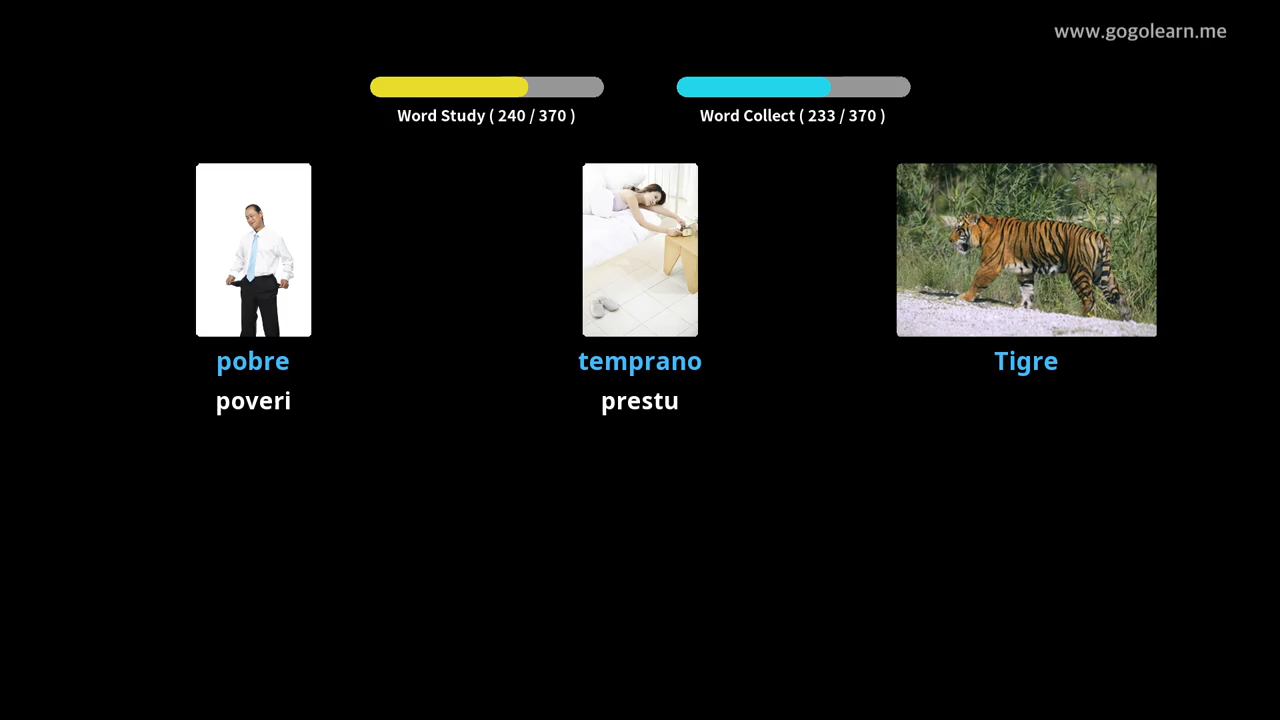 www.gogolearn.me
Word Study ( 240 / 370 )
Word Collect ( 233 / 370 )
pobre
temprano
Tigre
poveri
prestu